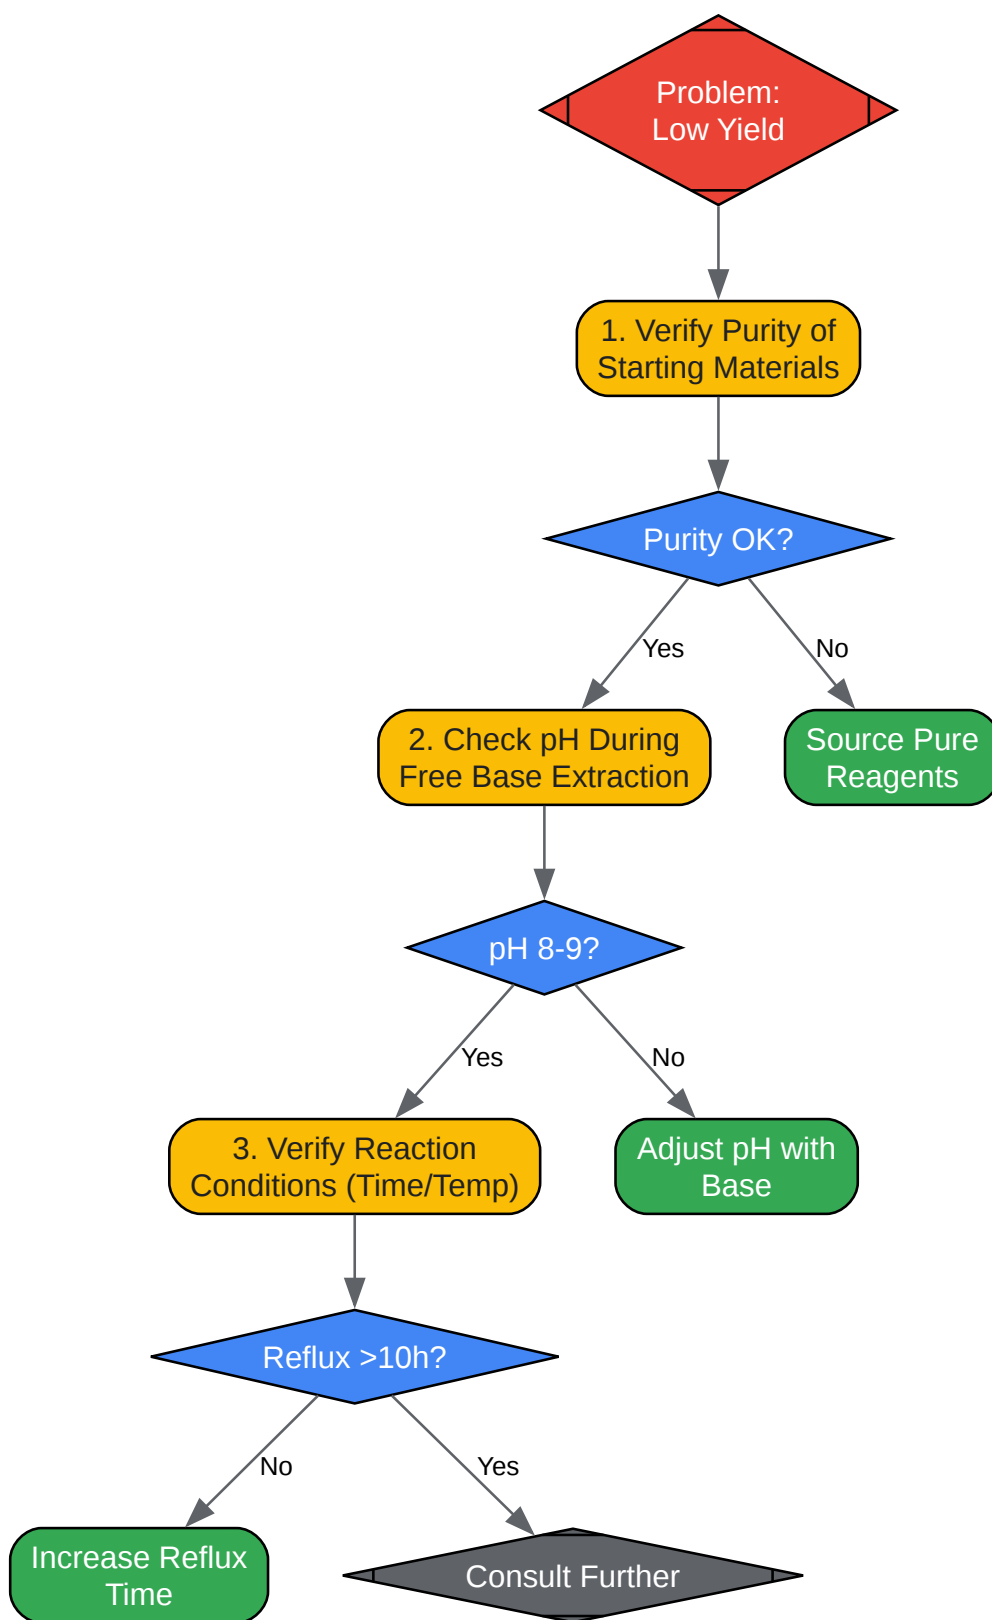 Problem:
Low Yield
1. Verify Purity of
Starting Materials
Purity OK?
Yes
No
2. Check pH During
Free Base Extraction
Source Pure
Reagents
pH 8-9?
Yes
No
3. Verify Reaction
Conditions (Time/Temp)
Adjust pH with
Base
Reflux >10h?
No
Yes
Increase Reflux
Time
Consult Further